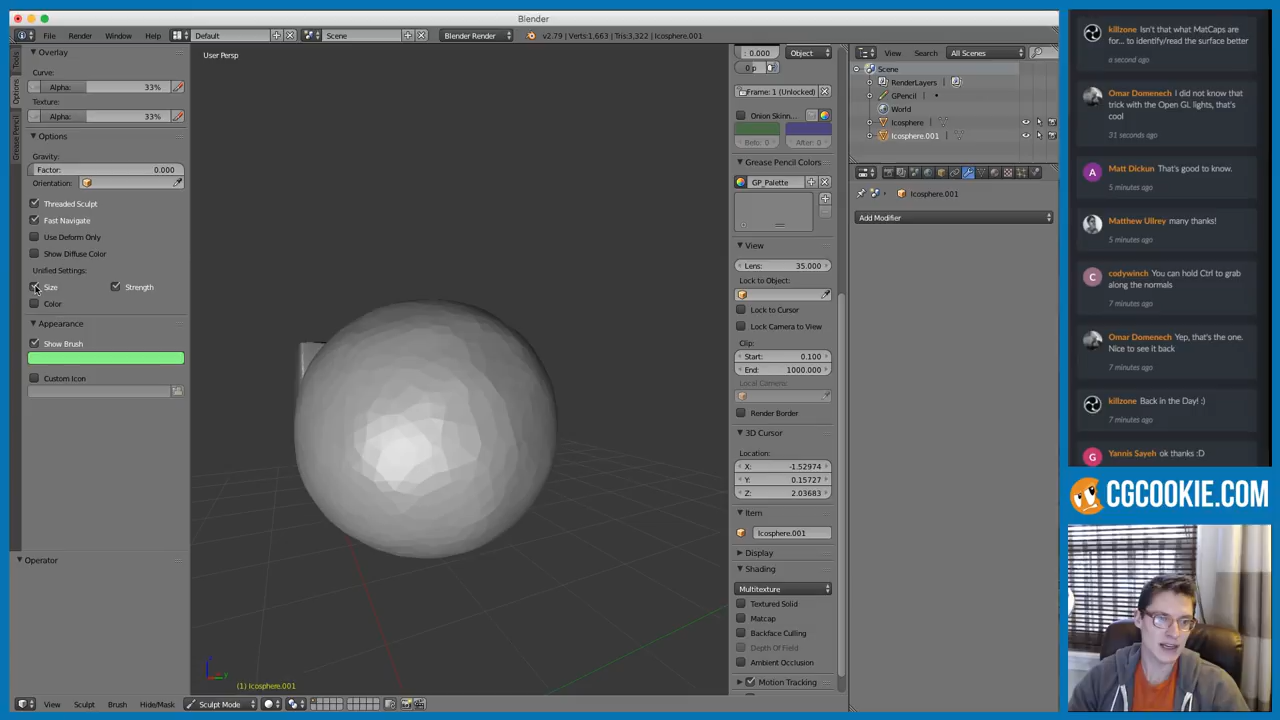 Blender
File
Render
Window
Help
Default
Scene
Blender Render
v2.79 | Verts:1,663 | Tris:3,322 | Icosphere.001
Tools
Options
Grease Pencil
Overlay
Curve:
Alpha: 33%
Texture:
Alpha: 33%
Options
Gravity:
Factor: 0.000
Orientation:
Threaded Sculpt
Fast Navigate
Use Deform Only
Show Diffuse Color
Unified Settings:
Size
Strength
Color
Appearance
Show Brush
Custom Icon
Operator
User Persp
(1) Icosphere.001
View
Sculpt
Brush
Hide/Mask
Sculpt Mode
: 0.000
Object
0 p
Frame: 1 (Unlocked)
Onion Skinn..
Befo: 0
After: 0
Grease Pencil Colors
GP_Palette
View
Lens: 35.000
Lock to Object:
Lock to Cursor
Lock Camera to View
Clip:
Start: 0.100
End: 1000.000
Local Camera:
Render Border
3D Cursor
Location:
X: -1.52974
Y: 0.15727
Z: 2.03683
Item
Icosphere.001
Display
Shading
Multitexture
Textured Solid
Matcap
Backface Culling
Depth Of Field
Ambient Occlusion
Motion Tracking
View
Search
All Scenes
Scene
RenderLayers
GPencil
World
Icosphere
Icosphere.001
Icosphere.001
Add Modifier
killzone Isn't that what MatCaps are
for... to identify/read the surface better
a second ago
Omar Domenech I did not know that
trick with the Open GL lights, that's
cool
31 seconds ago
A
Matt Dickun That's good to know.
5 minutes ago
Matthew Ullrey many thanks!
5 minutes ago
C
codywinch You can hold Ctrl to grab
along the normals
7 minutes ago
Omar Domenech Yep, that's the one.
Nice to see it back
7 minutes ago
killzone Back in the Day! :)
7 minutes ago
G
Yannis Sayeh ok thanks :D
CGCOOKIE.COM